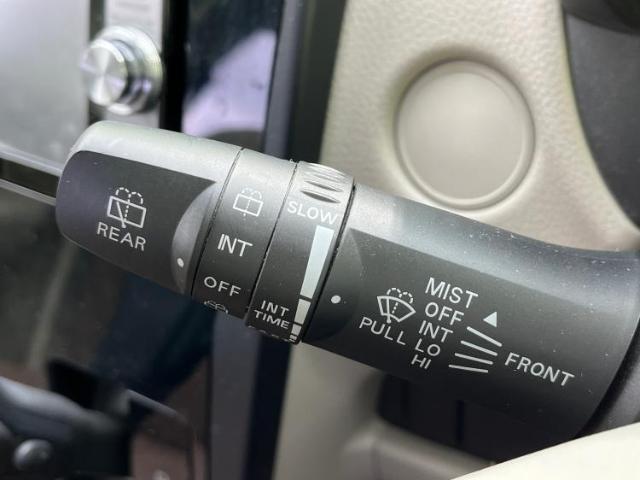 REAR
INT
OFF
SLOW
INT
TIME
MIST
OFF
INT
PULL LO
HI
FRONT